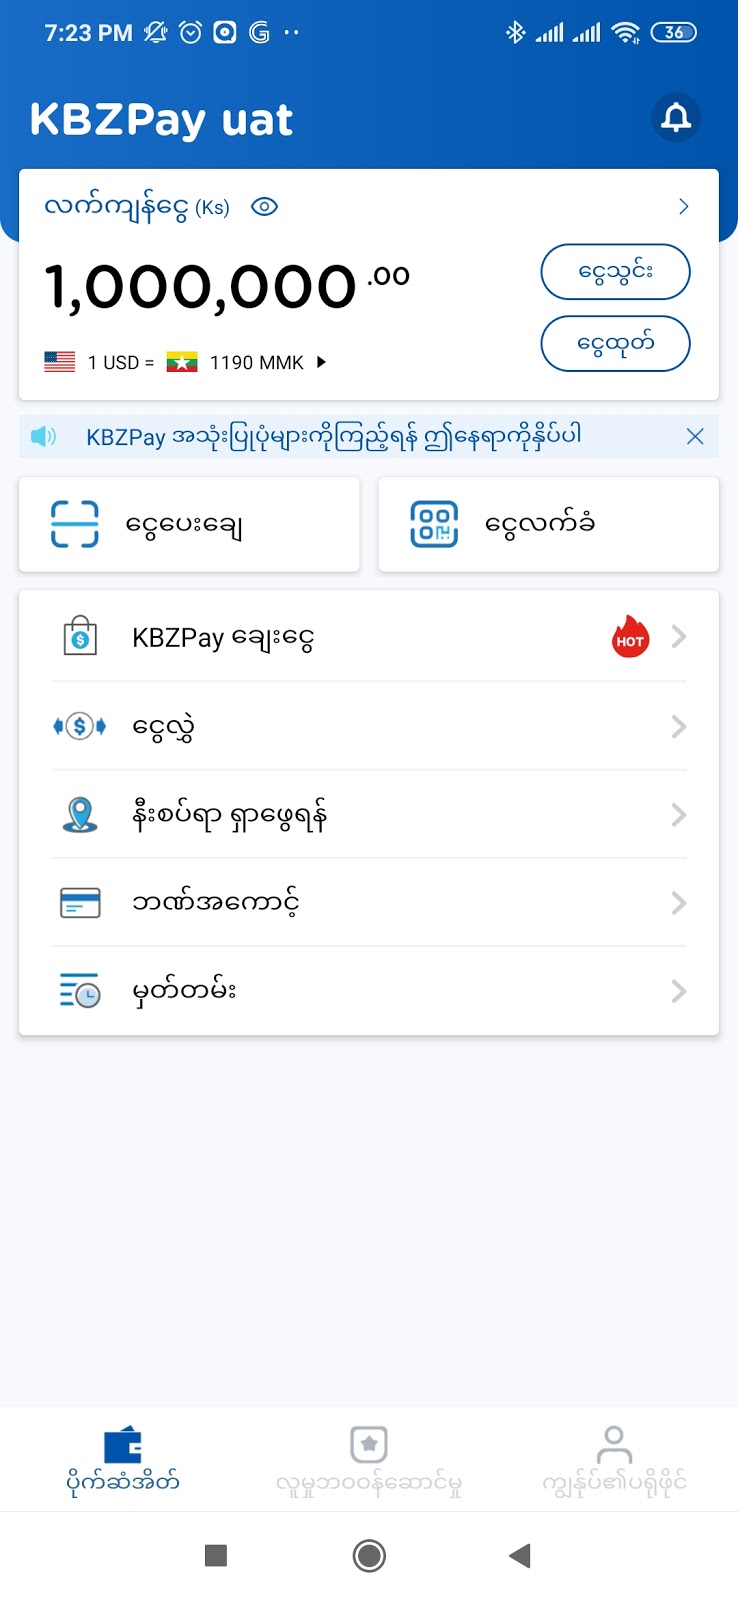 7:23 PM
36
KBZPay uat
လက်ကျန်ငွေ (Ks)
1,000,000.00
ငွေသွင်း
1 USD = 1190 MMK
ငွေထုတ်
KBZPay အသုံးပြုပုံများကိုကြည့်ရန် ဤနေရာကိုနှိပ်ပါ
ငွေပေးချေ
ငွေလက်ခံ
KBZPay ချေးငွေ
HOT
ငွေလွှဲ
နီးစပ်ရာ ရှာဖွေရန်
ဘဏ်အကောင့်
မှတ်တမ်း
ပိုက်ဆံအိတ်
လူမှုဘဝဝန်ဆောင်မှု
ကျွန်ုပ်၏ပရိုဖိုင်